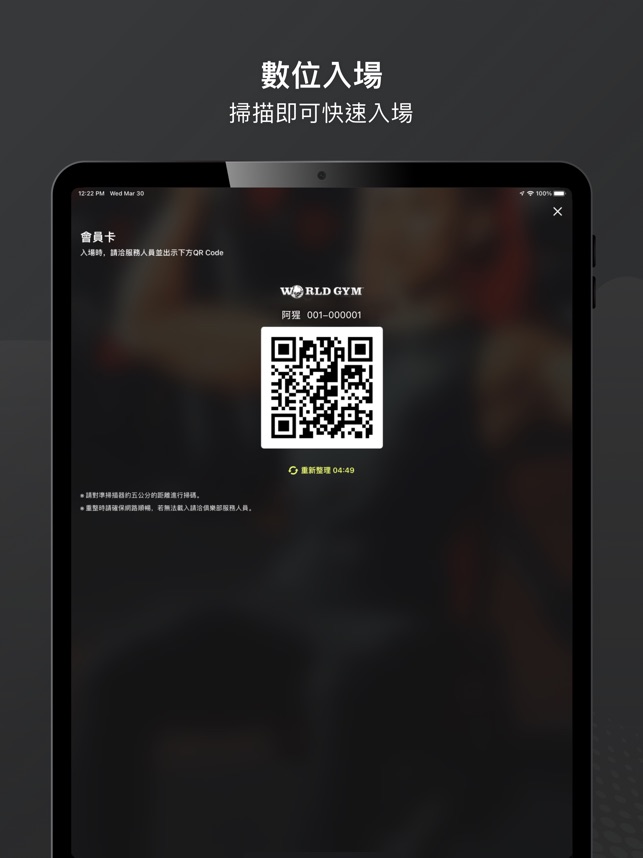 數位入場
掃描即可快速入場
12:22 PM Wed Mar 30
100%
會員卡
入場時，請洽服務人員並出示下方QR Code
WORLD GYM
阿猩 001-000001
重新整理 04:49
※請對準掃描器約五公分的距離進行掃碼。
※重整時請確保網路順暢，若無法載入請洽俱樂部服務人員。